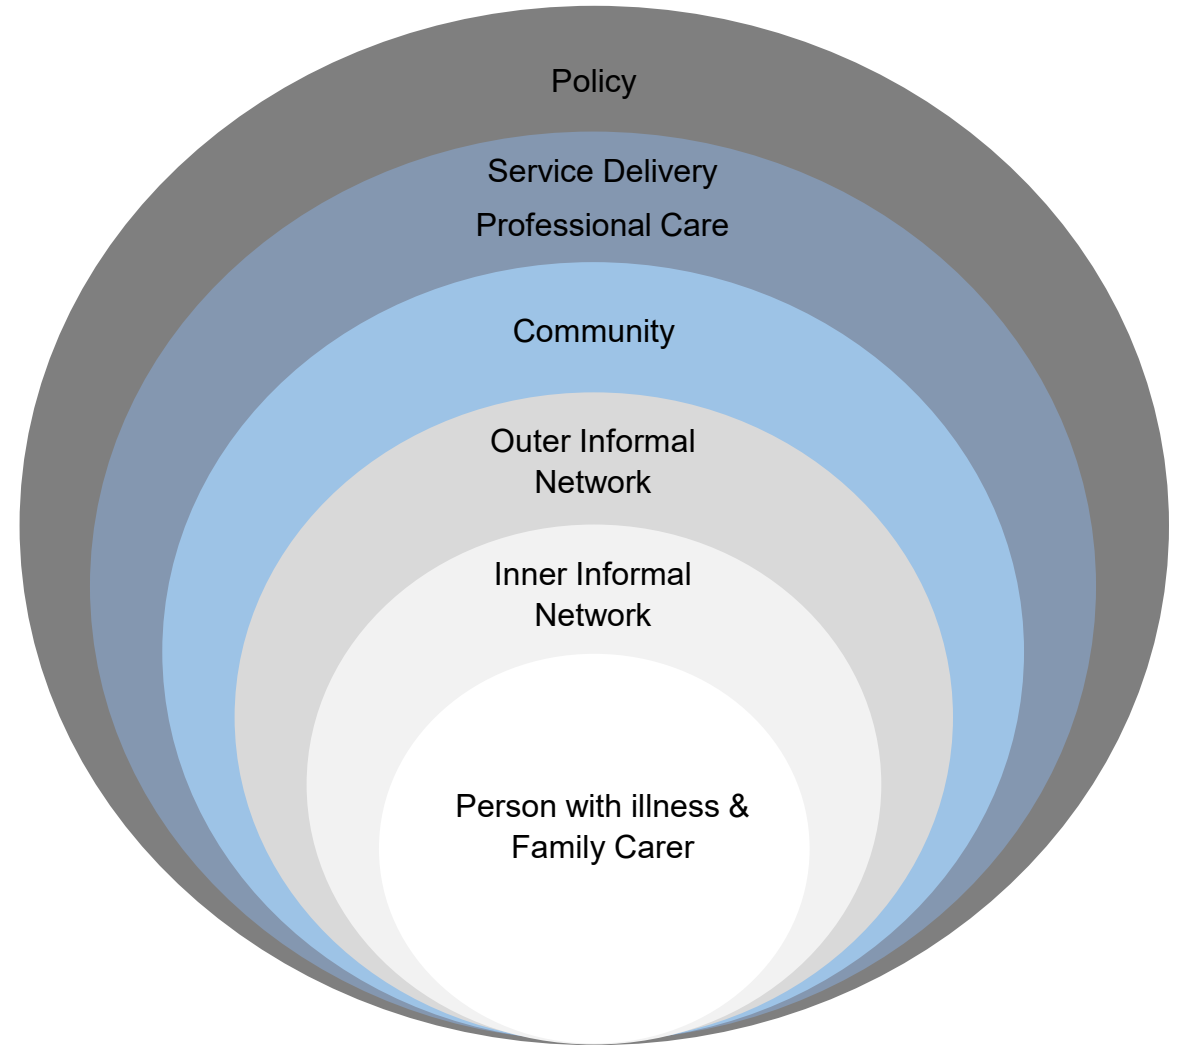 Policy
Service Delivery
Professional Care
Community
Outer Informal
Network
Inner Informal
Network
Person with illness &
Family Carer